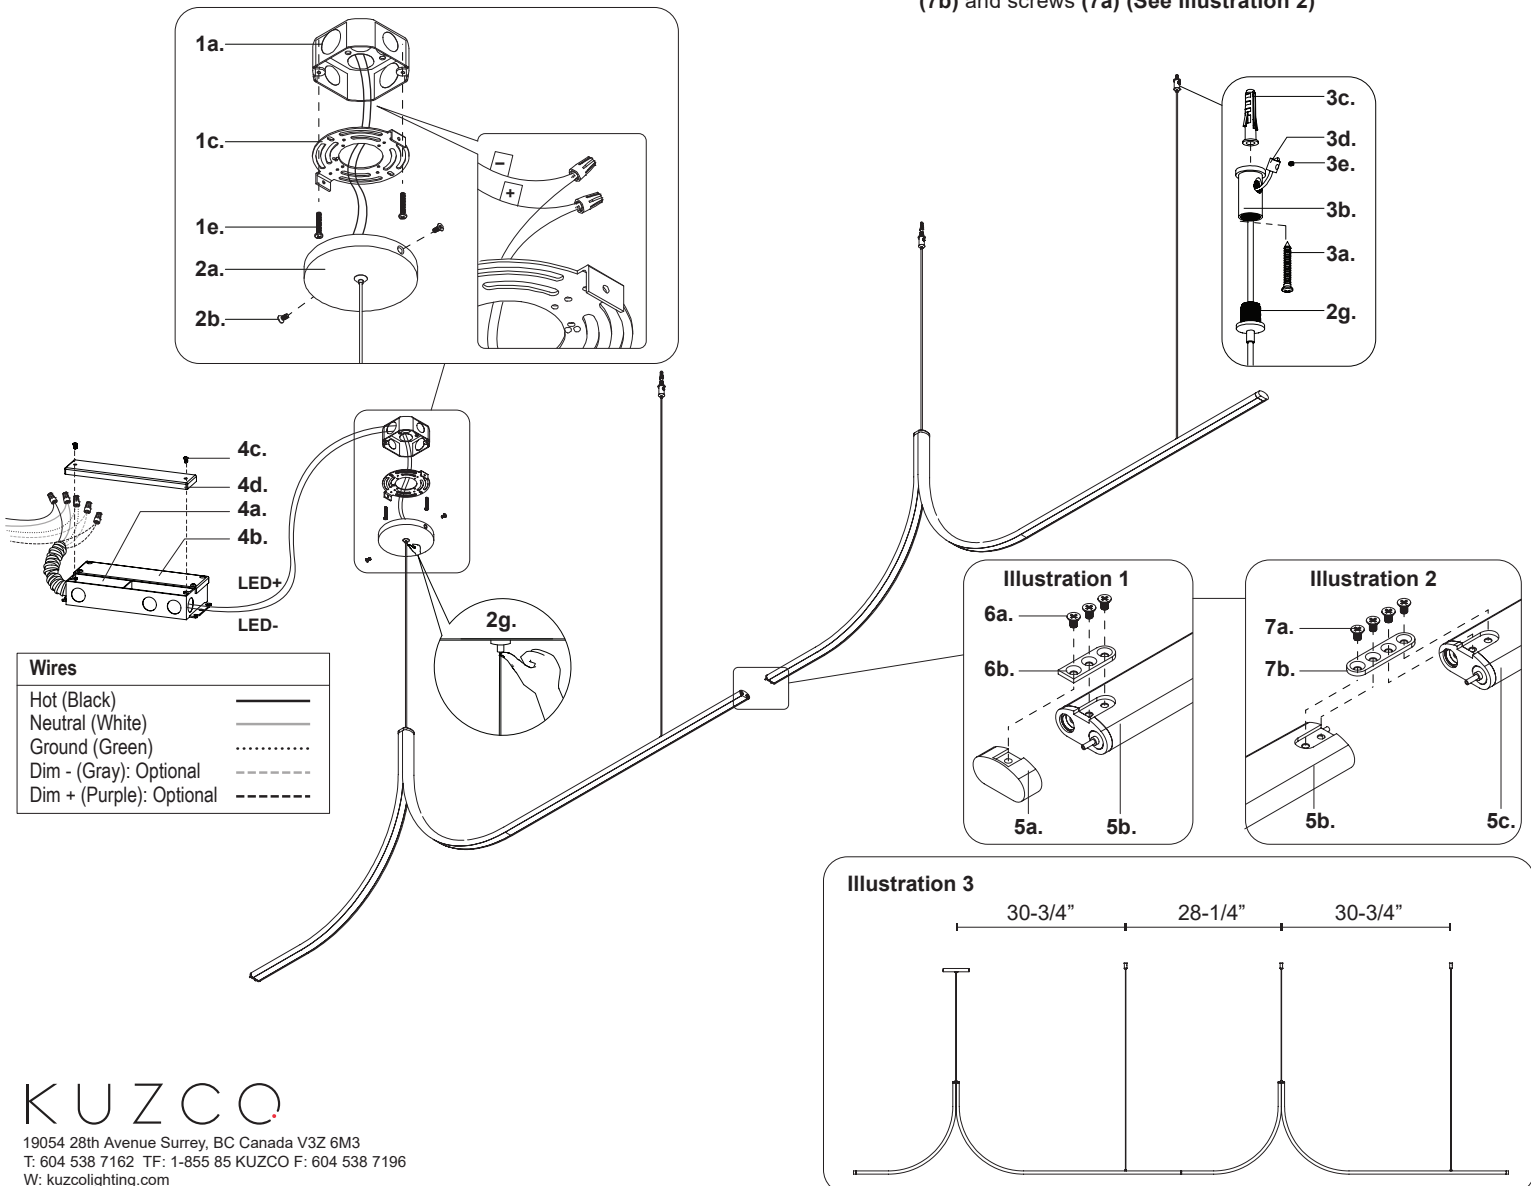 (7b) and screws (7a) (See Illustration 2)
1a.
1c.
1e.
2a.
2b.
-
+
3c.
3d.
3e.
3b.
3a.
2g.
4c.
4d.
4a.
4b.
LED+
LED-
2g.
Wires
Hot (Black)
Neutral (White)
Ground (Green)
Dim - (Gray): Optional
Dim + (Purple): Optional
Illustration 1
6a.
6b.
5a.
5b.
Illustration 2
7a.
7b.
5b.
5c.
Illustration 3
30-3/4”
28-1/4”
30-3/4”
KUZCO
19054 28th Avenue Surrey, BC Canada V3Z 6M3
T: 604 538 7162 TF: 1-855 85 KUZCO F: 604 538 7196
W: kuzcolighting.com